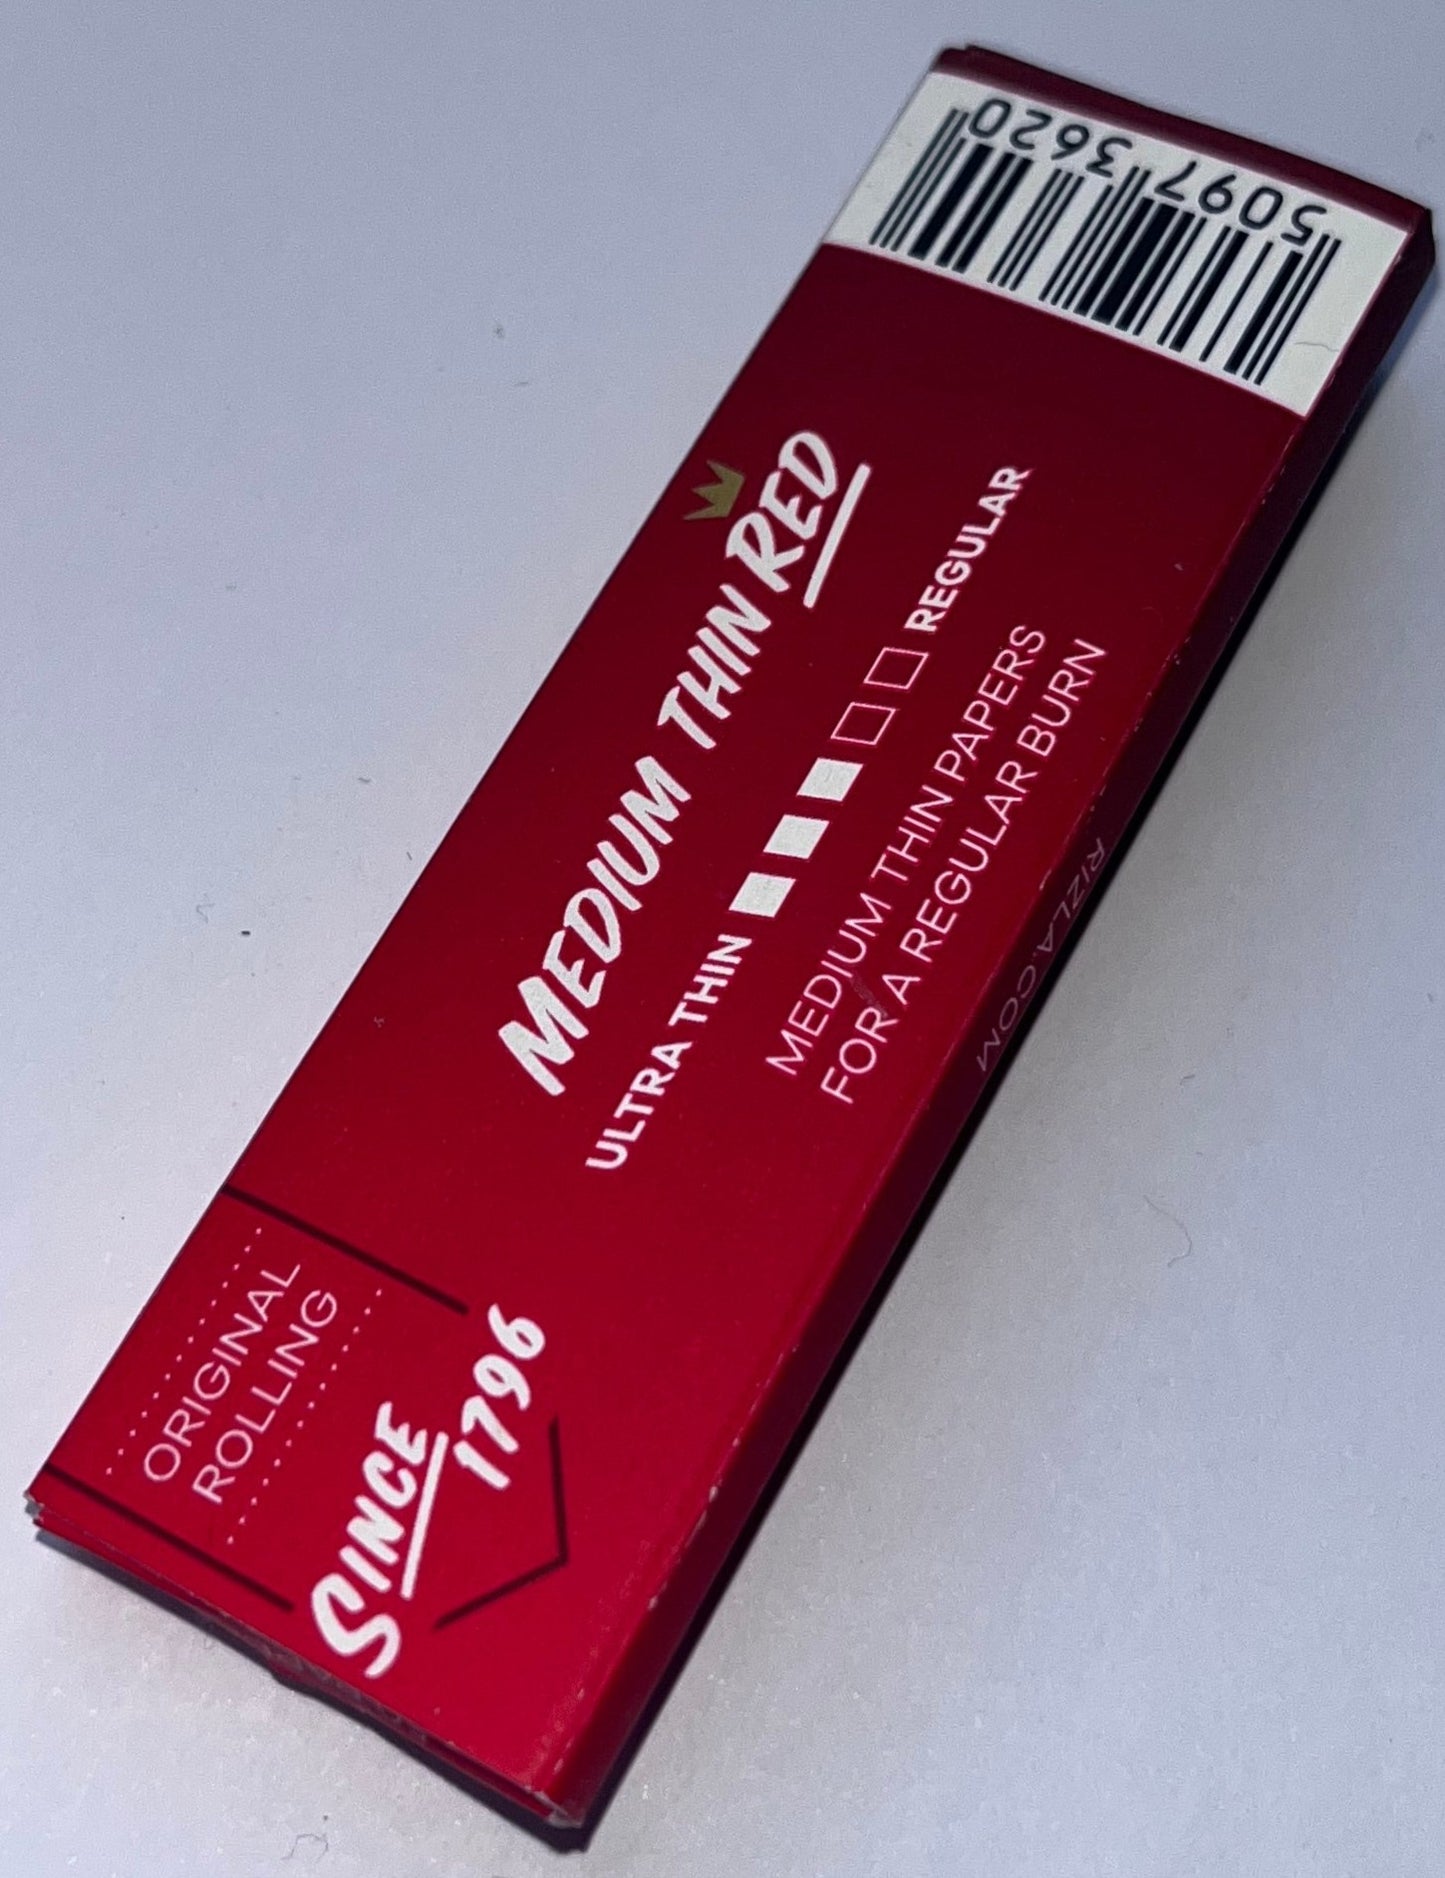 MEDIUM THIN RED
ULTRA THIN REGULAR
MEDIUM THIN PAPERS
FOR A REGULAR BURN
ORIGINAL
ROLLING
SINCE
1796
5097 3620
RIZLA.COM